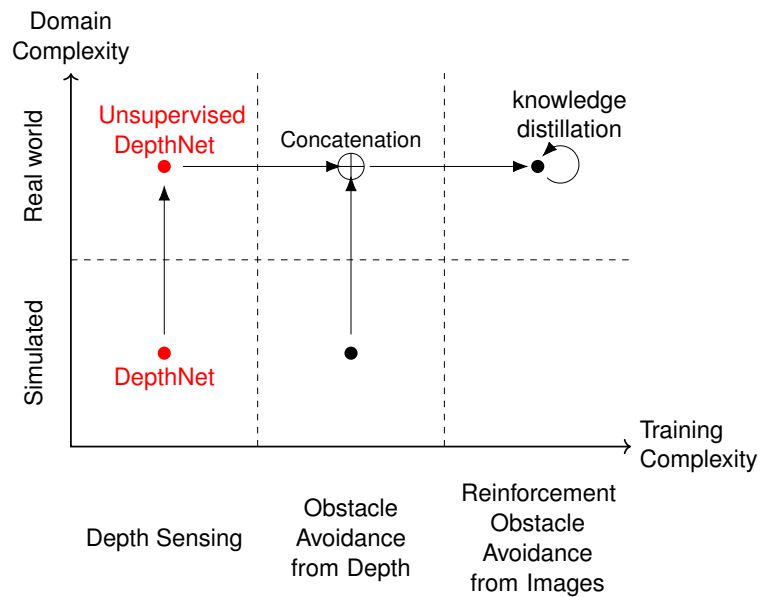 Domain
Complexity
Unsupervised
DepthNet
Concatenation
knowledge
distillation
Real world
Simulated
DepthNet
Training
Complexity
Depth Sensing
Obstacle
Avoidance
from Depth
Reinforcement
Obstacle
Avoidance
from Images